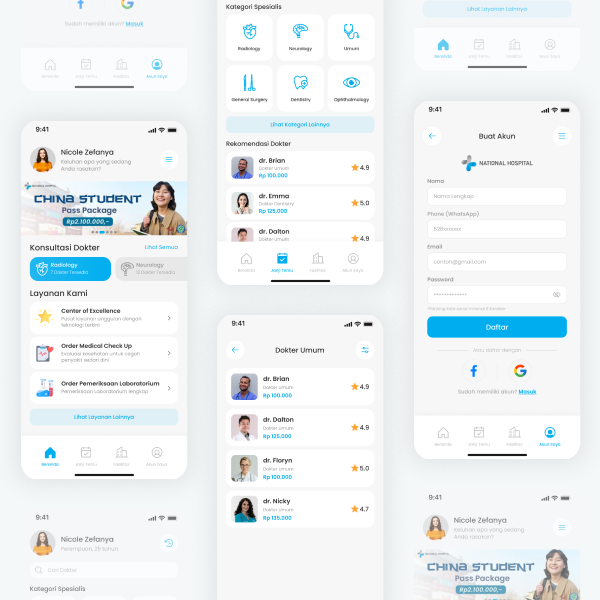 Sudah memiliki akun? Masuk
Beranda
Janji Temu
Fasilitas
Akun Saya
9:41
Nicole Zefanya
Keluhan apa yang sedang
Anda rasakan?
CHINA STUDENT
Pass Package
Rp2.100.000,-
Konsultasi Dokter
Lihat Semua
Radiology
7 Dokter Tersedia
Neurology
12 Dokter Tersedia
Layanan Kami
Center of Excellence
Pusat layanan unggulan dengan
teknologi terkini
Order Medical Check Up
Evaluasi kesehatan untuk cegah
penyakit sejak dini
Order Pemeriksaan Laboratorium
Pemeriksaan Laboratorium lengkap
Lihat Layanan Lainnya
Beranda
Janji Temu
Fasilitas
Akun Saya
9:41
Nicole Zefanya
Perempuan, 25 tahun
Cari Dokter
Kategori Spesialis
Kategori Spesialis
Radiology
Neurology
Umum
General Surgery
Dentistry
Ophthalmology
Lihat Kategori Lainnya
Rekomendasi Dokter
dr. Brian
Dokter Umum
Rp 100.000
4.9
dr. Emma
Dokter Dentistry
Rp 125.000
5.0
dr. Dalton
Dokter Umum
4.9
Beranda
Janji Temu
Fasilitas
Akun Saya
9:41
Dokter Umum
dr. Brian
Dokter Umum
Rp 100.000
4.9
dr. Dalton
Dokter Umum
Rp 125.000
4.9
dr. Floryn
Dokter Umum
Rp 100.000
5.0
dr. Nicky
Dokter Umum
Rp 135.000
4.7
Lihat Layanan Lainnya
Beranda
Janji Temu
Fasilitas
Akun Saya
9:41
Buat Akun
NATIONAL HOSPITAL
Nama
Nama Lengkap
Phone (WhatsApp)
628xxxxxx
Email
contoh@gmail.com
Password
Daftar
Atau daftar dengan
Sudah memiliki akun? Masuk
Beranda
Janji Temu
Fasilitas
Akun Saya
9:41
Nicole Zefanya
Keluhan apa yang sedang
Anda rasakan?
CHINA STUDENT
Pass Package
Rp2.100.000,-